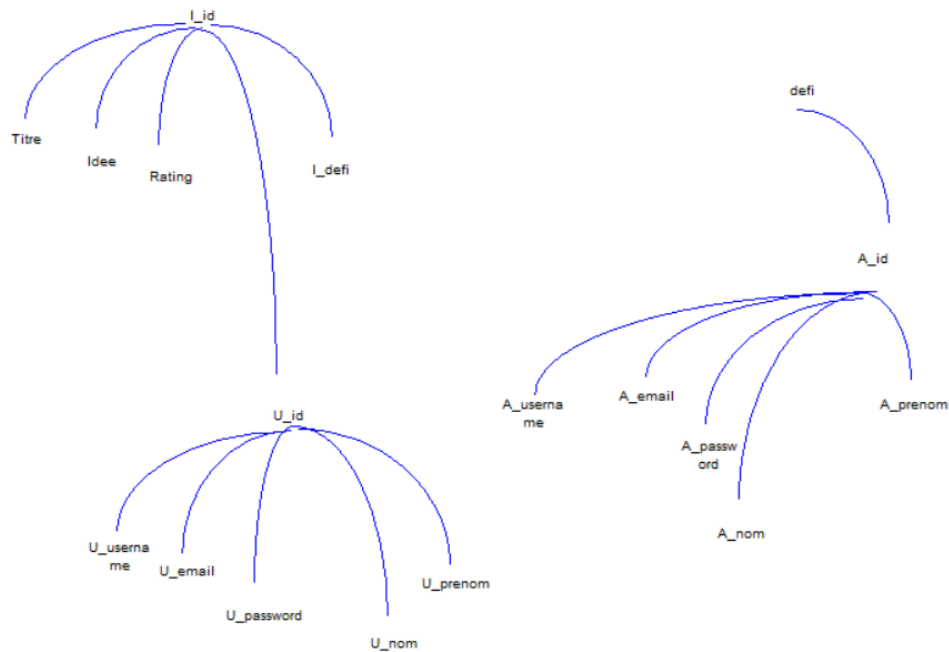 I_id
Titre
Idee
Rating
I_defi
defi
A_id
A_userna
me
A_email
A_passw
ord
A_nom
A_prenom
U_id
U_userna
me
U_email
U_password
U_nom
U_prenom